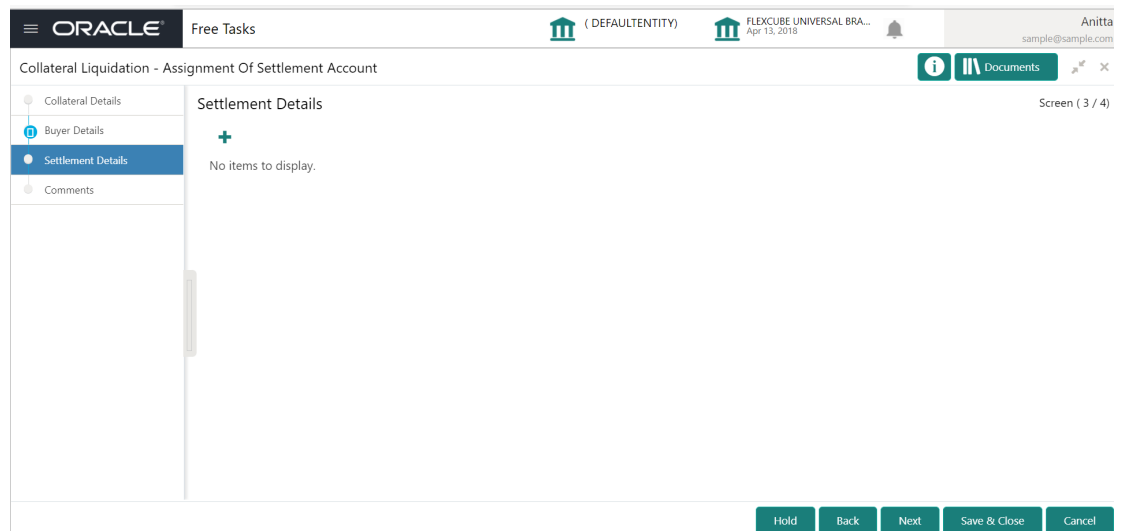 ORACLE
Free Tasks
( DEFAULTENTITY)
FLEXCUBE UNIVERSAL BRA...
Apr 13, 2018
Anitta
sample@sample.com
Collateral Liquidation - Assignment Of Settlement Account
Documents
Collateral Details
Buyer Details
Settlement Details
Comments
Settlement Details
Screen ( 3 / 4)
No items to display.
Hold
Back
Next
Save & Close
Cancel